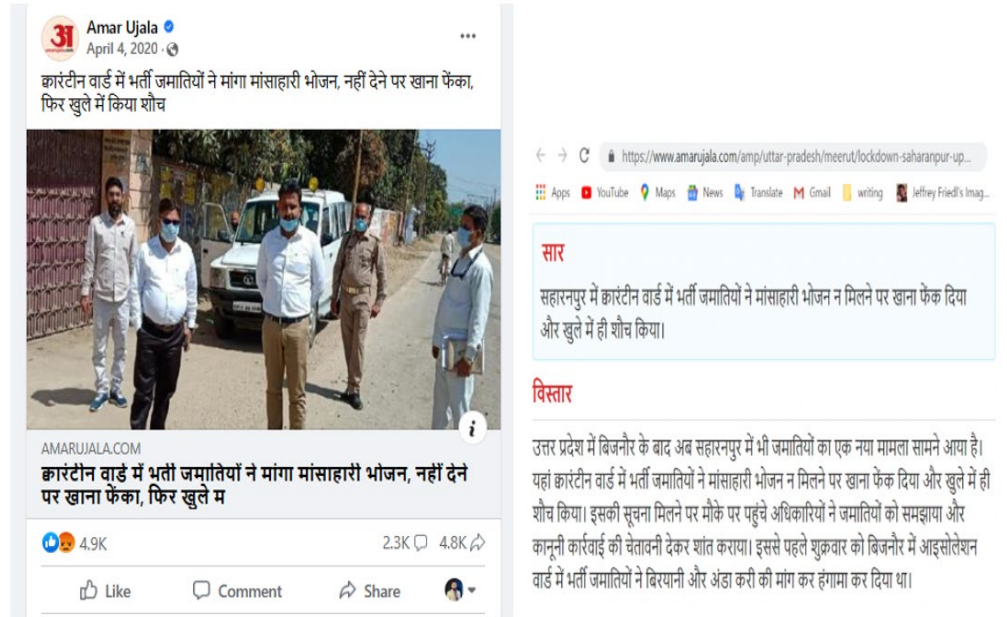 Amar Ujala
April 4, 2020
क्वारंटीन वार्ड में भर्ती जमातियों ने मांगा मांसाहारी भोजन, नहीं देने पर खाना फेंका,
फिर खुले में किया शौच
AMARUJALA.COM
क्वारंटीन वार्ड में भर्ती जमातियों ने मांगा मांसाहारी भोजन, नहीं देने
पर खाना फेंका, फिर खुले म
4.9K
2.3K 4.8K
Like Comment Share
https://www.amarujala.com/amp/uttar-pradesh/meerut/lockdown-saharanpur-up...
Apps YouTube Maps News Translate Gmail writing Jeffrey Friedl's Imag...
सार
सहारनपुर में क्वारंटीन वार्ड में भर्ती जमातियों ने मांसाहारी भोजन न मिलने पर खाना फेंक दिया
और खुले में ही शौच किया।
विस्तार
उत्तर प्रदेश में बिजनौर के बाद अब सहारनपुर में भी जमातियों का एक नया मामला सामने आया है।
यहां क्वारंटीन वार्ड में भर्ती जमातियों ने मांसाहारी भोजन न मिलने पर खाना फेंक दिया और खुले में ही
शौच किया। इसकी सूचना मिलने पर मौके पर पहुंचे अधिकारियों ने जमातियों को समझाया और
कानूनी कार्रवाई की चेतावनी देकर शांत कराया। इससे पहले शुक्रवार को बिजनौर में आइसोलेशन
वार्ड में भर्ती जमातियों ने बिरयानी और अंडा करी की मांग कर हंगामा कर दिया था।